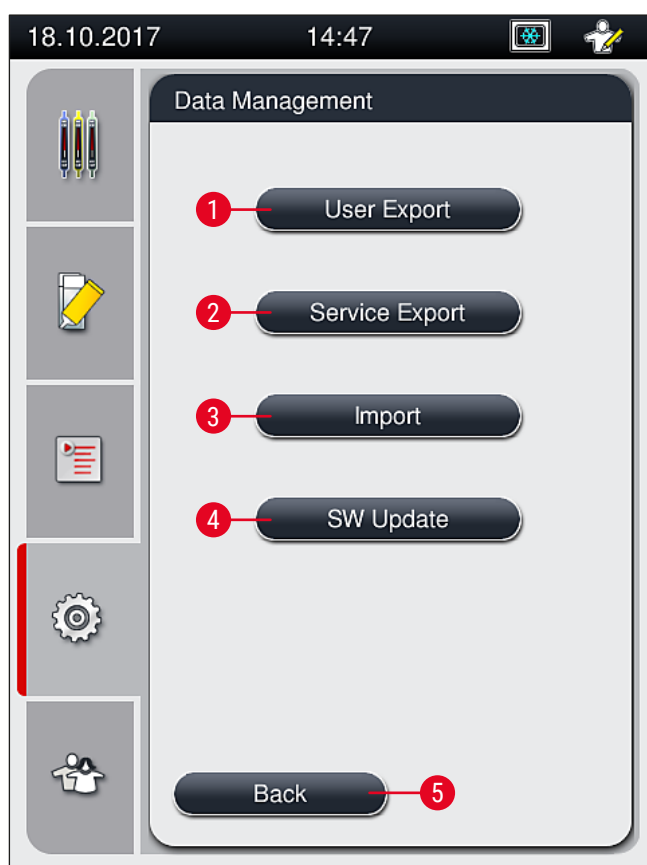 18.10.2017 14:47
Data Management
1 User Export
2 Service Export
3 Import
4 SW Update
Back 5